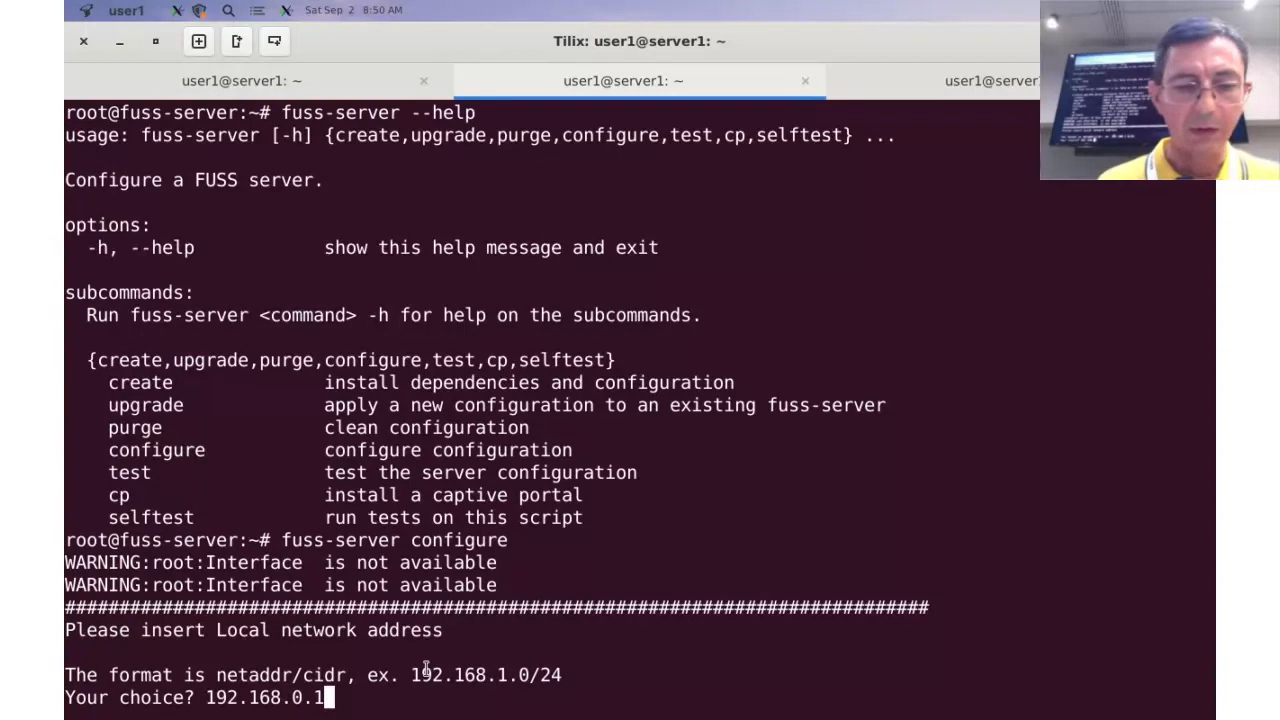 user1 Sat Sep 2 8:50 AM
Tilix: user1@server1: ~
user1@server1: ~ user1@server1: ~ user1@server1:
root@fuss-server:~# fuss-server --help
usage: fuss-server [-h] {create,upgrade,purge,configure,test,cp,selftest} ...
Configure a FUSS server.
options:
-h, --help show this help message and exit
subcommands:
Run fuss-server <command> -h for help on the subcommands.
{create,upgrade,purge,configure,test,cp,selftest}
create install dependencies and configuration
upgrade apply a new configuration to an existing fuss-server
purge clean configuration
configure configure configuration
test test the server configuration
cp install a captive portal
selftest run tests on this script
root@fuss-server:~# fuss-server configure
WARNING:root:Interface is not available
WARNING:root:Interface is not available
################################################################################
Please insert Local network address
The format is netaddr/cidr, ex. 192.168.1.0/24
Your choice? 192.168.0.1